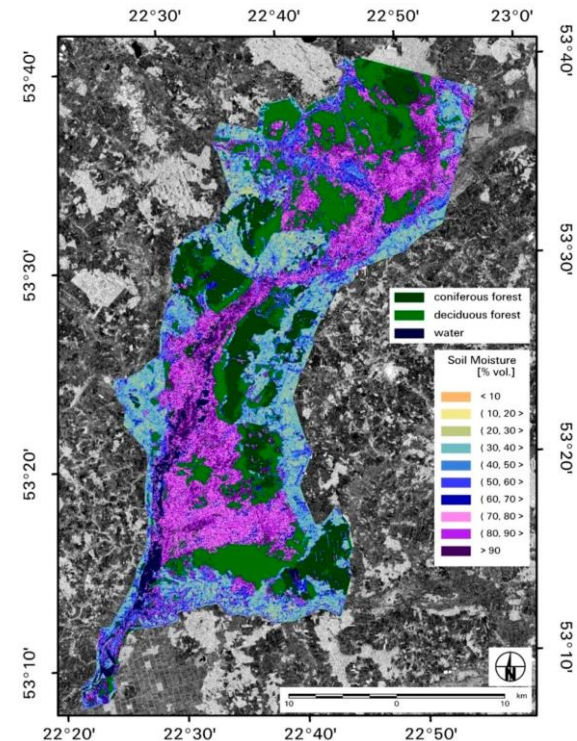 22°30' 22°40' 22°50' 23°0'
53°40' 53°40'
53°30' 53°30'
coniferous forest
deciduous forest
water
Soil Moisture
[% vol.]
< 10
( 10, 20 >
( 20, 30 >
( 30, 40 >
( 40, 50 >
( 50, 60 >
( 60, 70 >
( 70, 80 >
( 80, 90 >
> 90
53°20' 53°20'
53°10' 53°10'
N
km
10 0 10
22°20' 22°30' 22°40' 22°50'